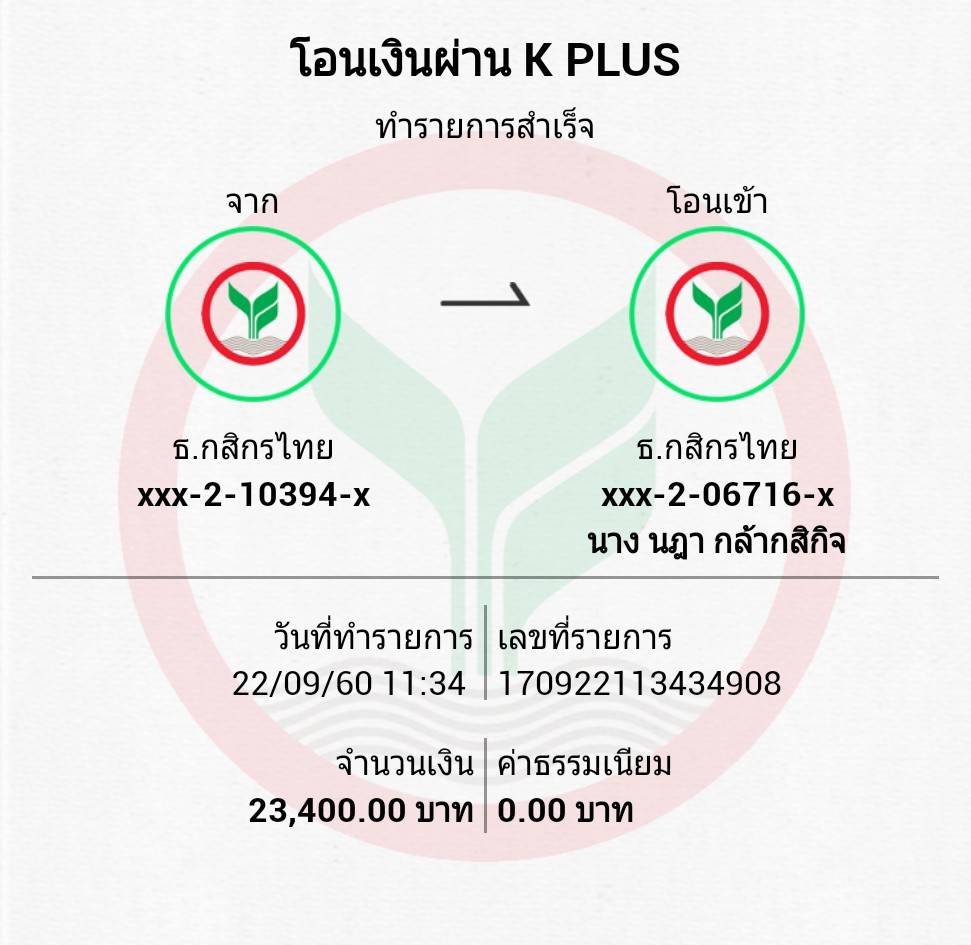 โอนเงินผ่าน K PLUS
ทำรายการสำเร็จ
จาก
โอนเข้า
ธ.กสิกรไทย
xxx-2-10394-x
ธ.กสิกรไทย
xxx-2-06716-x
นาง นฎา กล้ากสิกิจ
วันที่ทำรายการ
22/09/60 11:34
เลขที่รายการ
170922113434908
จำนวนเงิน
23,400.00 บาท
ค่าธรรมเนียม
0.00 บาท